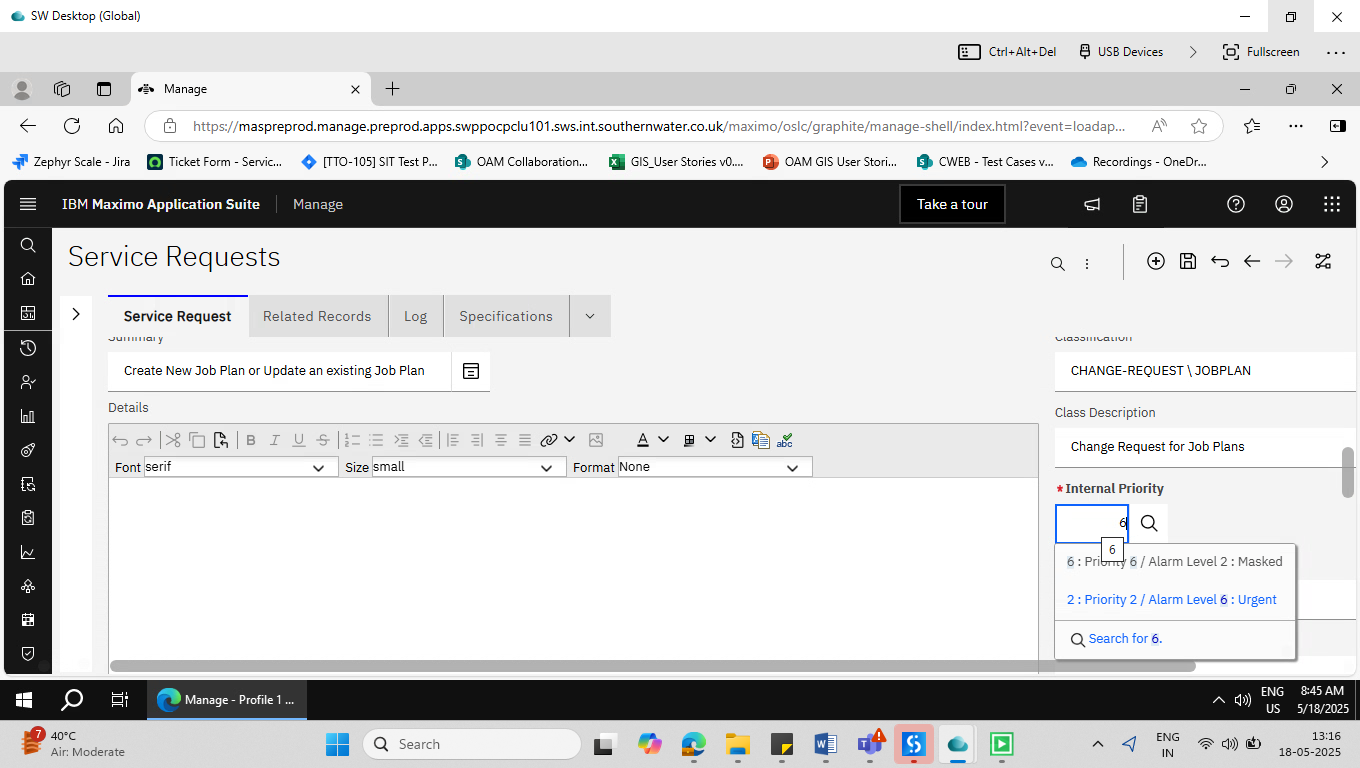 SW Desktop (Global)
Ctrl+Alt+Del
USB Devices
Fullscreen
Manage
https://maspreprod.manage.preprod.apps.swppocpclu101.sws.int.southernwater.co.uk/maximo/oslc/graphite/manage-shell/index.html?event=loadap...
Zephyr Scale - Jira
Ticket Form - Servic...
[TTO-105] SIT Test P...
OAM Collaboration...
GIS_User Stories v0....
OAM GIS User Stori...
CWEB - Test Cases v...
Recordings - OneDr...
IBM Maximo Application Suite
Manage
Take a tour
Service Requests
Service Request
Related Records
Log
Specifications
Summary
Classification
Create New Job Plan or Update an existing Job Plan
CHANGE-REQUEST \ JOBPLAN
Details
Class Description
Change Request for Job Plans
B I U S
A
abc
Font serif
Size small
Format None
* Internal Priority
6
6
6 : Priority 6 / Alarm Level 2 : Masked
2 : Priority 2 / Alarm Level 6 : Urgent
Search for 6.
Manage - Profile 1 ...
ENG
US
8:45 AM
5/18/2025
7
40°C
Air: Moderate
Search
ENG
IN
13:16
18-05-2025